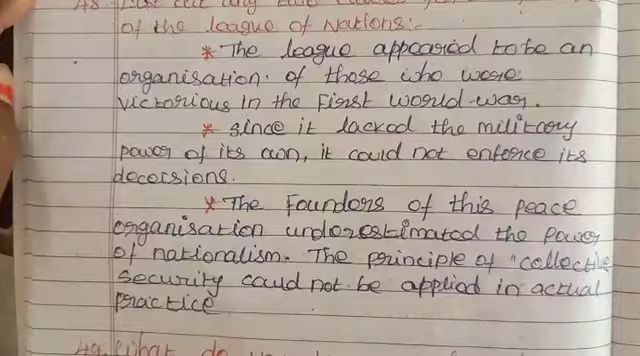 of the league of Nations:-
* The league appeared to be an
organisation. of those who were
victorious in the First world-war.
* since it lacked the military
power of its own, it could not enforce its
decersions.
* The Founders of this peace
organisation underestimated the power
of nationalism. The principle of "collective
security could not be applied in actual
practice
What do